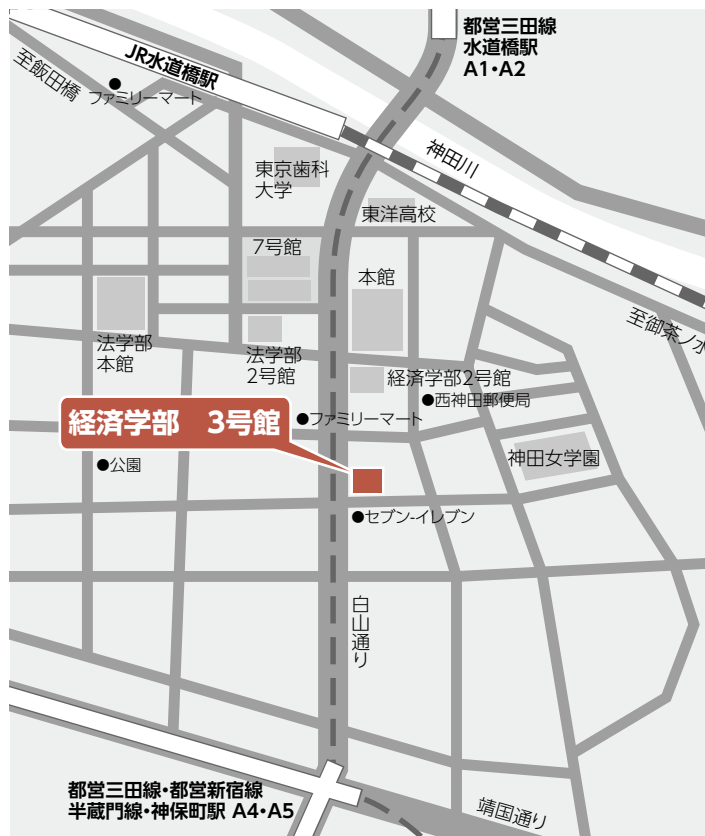 都営三田線
水道橋駅
A1・A2
JR水道橋駅
至飯田橋
ファミリーマート
神田川
東京歯科
大学
東洋高校
7号館
本館
至御茶ノ水
法学部
本館
法学部
2号館
経済学部2号館
西神田郵便局
経済学部 3号館
ファミリーマート
神田女学園
公園
セブン-イレブン
白山通り
都営三田線・都営新宿線
半蔵門線・神保町駅 A4・A5
靖国通り